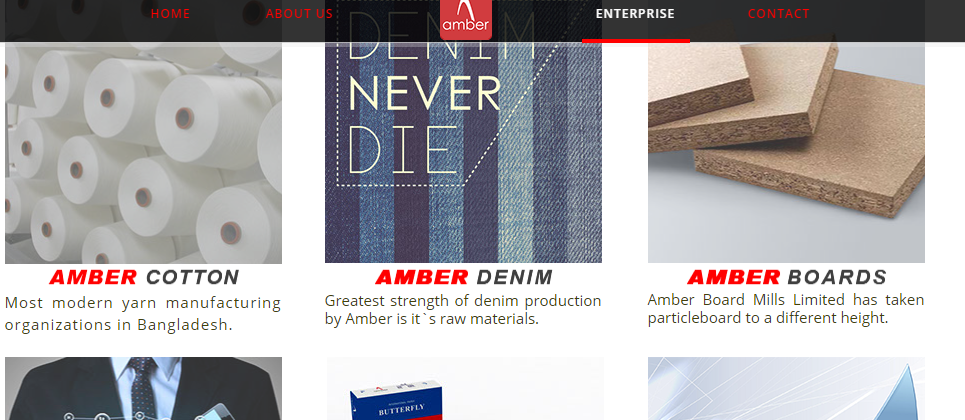 HOME ABOUT US amber ENTERPRISE CONTACT
DENIM
NEVER
DIE
AMBER COTTON
Most modern yarn manufacturing
organizations in Bangladesh.
AMBER DENIM
Greatest strength of denim production
by Amber is it`s raw materials.
AMBER BOARDS
Amber Board Mills Limited has taken
particleboard to a different height.
BUTTERFLY